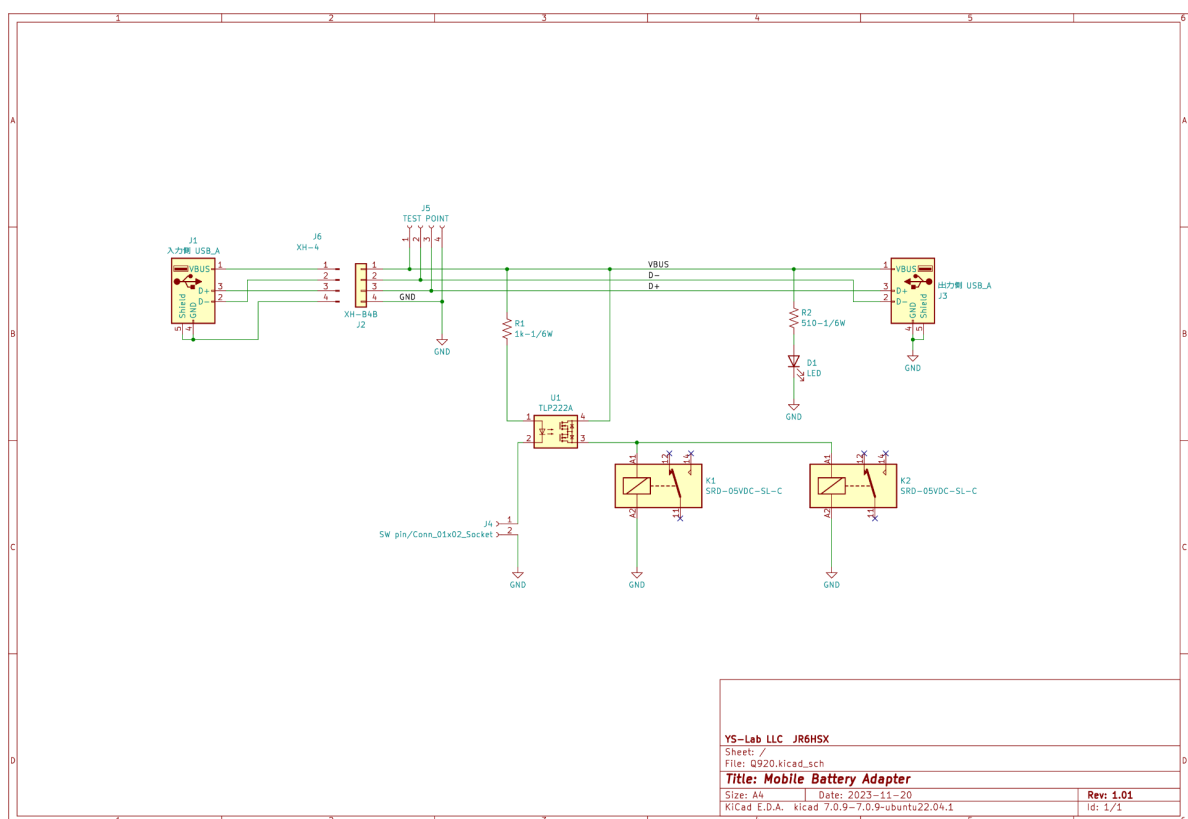 1 2 3 4 5 6
A A
J5
TEST POINT
1 2 3 4
J1
入力側 USB_A
J6
XH-4
VBUS 1
D+ 3
D- 2
Shield GND
5 4
1
2
3
4
1
2
3
4
XH-B4B
J2
GND
GND
VBUS
D-
D+
1 VBUS
3 D+
2 D-
GND Shield
4 5
出力側 USB_A
J3
GND
B B
R1
1k-1/6W
R2
510-1/6W
D1
LED
GND
U1
TLP222A
1 4
2 3
A1 12 14
K1
SRD-05VDC-SL-C
A2 11
A1 12 14
K2
SRD-05VDC-SL-C
A2 11
J4 1
SW pin/Conn_01x02_Socket 2
C C
GND GND GND
YS-Lab LLC JR6HSX
Sheet: /
File: Q920.kicad_sch
D D
Title: Mobile Battery Adapter
Size: A4 Date: 2023-11-20 Rev: 1.01
KiCad E.D.A. kicad 7.0.9-7.0.9~ubuntu22.04.1 Id: 1/1
1 2 3 4 5